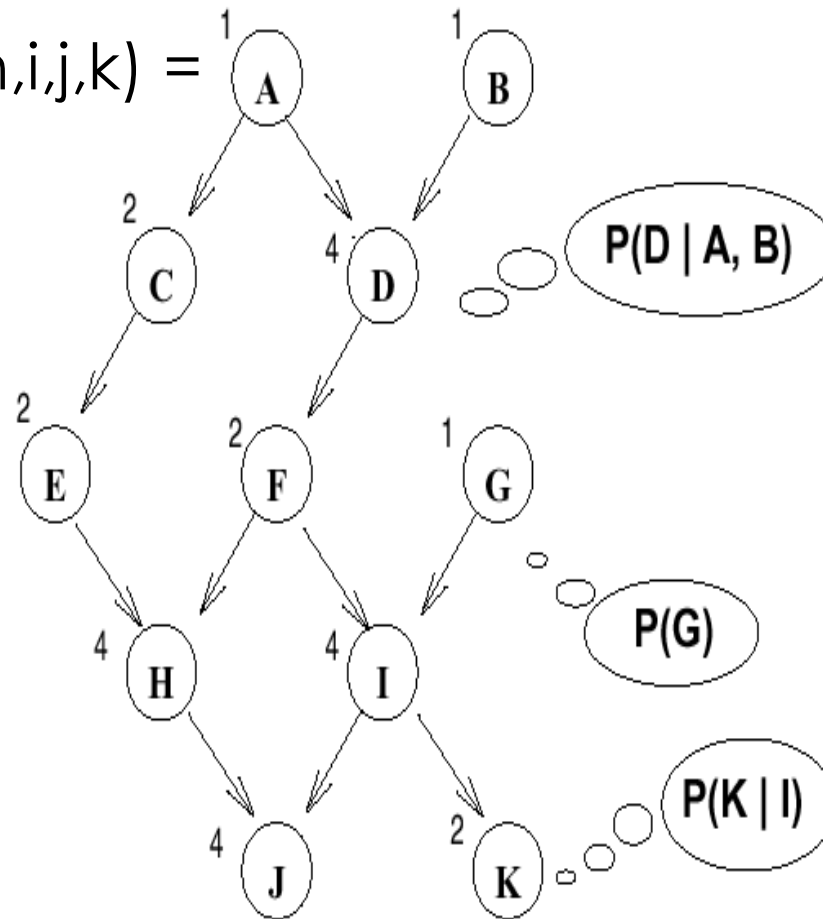 1 1
,i,j,k) =
A B
2
4 P(D | A, B)
C D
2 2 1
E F G
4 4 P(G)
H I
P(K | I)
4 2
J K